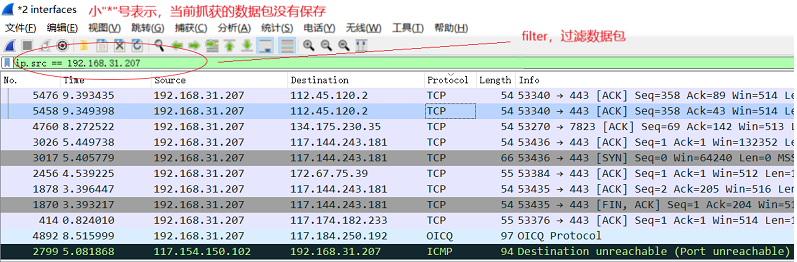 *2 interfaces
小"*"号表示，当前抓获的数据包没有保存
文件(F) 编辑(E) 视图(V) 跳转(G) 捕获(C) 分析(A) 统计(S) 电话(Y) 无线(W) 工具(T) 帮助(H)
filter，过滤数据包
ip.src == 192.168.31.207
No. Time Source Destination Protocol Length Info
5476 9.393435 192.168.31.207 112.45.120.2 TCP 54 53340 → 443 [ACK] Seq=358 Ack=89 Win=514 Le
5458 9.349398 192.168.31.207 112.45.120.2 TCP 54 53340 → 443 [ACK] Seq=358 Ack=43 Win=514 Le
4760 8.272522 192.168.31.207 134.175.230.35 TCP 54 53270 → 7823 [ACK] Seq=69 Ack=142 Win=513 L
3026 5.449738 192.168.31.207 117.144.243.181 TCP 54 53436 → 443 [ACK] Seq=1 Ack=1 Win=132352 Le
3017 5.405779 192.168.31.207 117.144.243.181 TCP 66 53436 → 443 [SYN] Seq=0 Win=64240 Len=0 MSS
2456 4.539225 192.168.31.207 172.67.75.39 TCP 55 53384 → 443 [ACK] Seq=1 Ack=1 Win=512 Len=1
1878 3.396447 192.168.31.207 117.144.243.181 TCP 54 53435 → 443 [ACK] Seq=2 Ack=205 Win=516 Len
1870 3.393217 192.168.31.207 117.144.243.181 TCP 54 53435 → 443 [FIN, ACK] Seq=1 Ack=204 Win=51
414 0.824010 192.168.31.207 117.174.182.233 TCP 55 53376 → 443 [ACK] Seq=1 Ack=1 Win=514 Len=1
4892 8.515999 192.168.31.207 117.184.250.192 OICQ 97 OICQ Protocol
2799 5.081868 117.154.150.102 192.168.31.207 ICMP 94 Destination unreachable (Port unreachable)